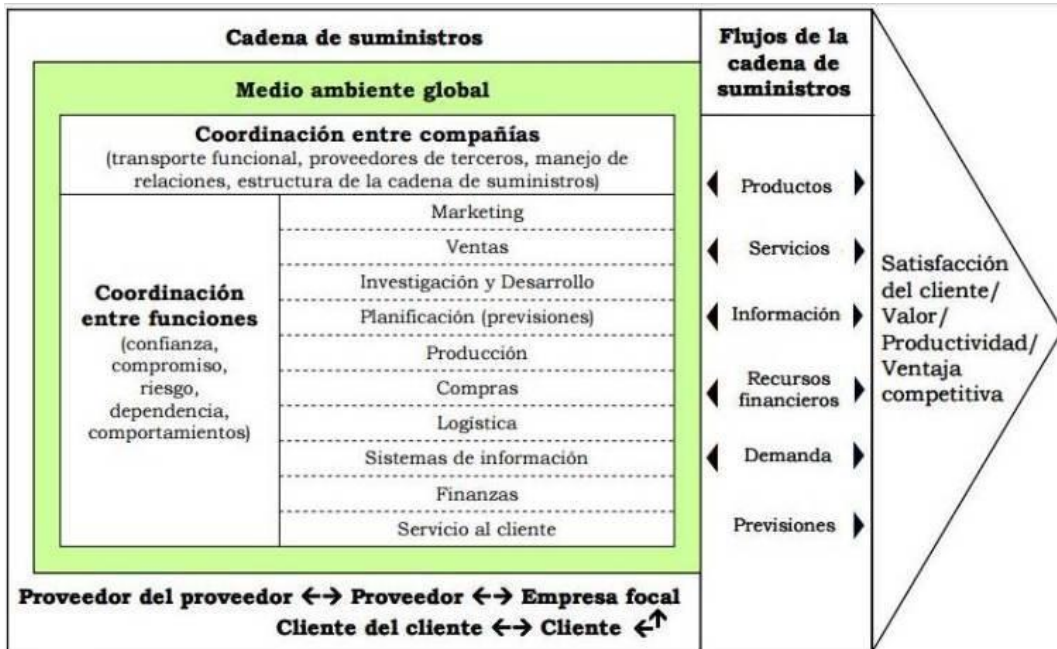 Cadena de suministros
Medio ambiente global
Coordinación entre compañías
(transporte funcional, proveedores de terceros, manejo de
relaciones, estructura de la cadena de suministros)
Coordinación
entre funciones
(confianza,
compromiso,
riesgo,
dependencia,
comportamientos)
Marketing
Ventas
Investigación y Desarrollo
Planificación (previsiones)
Producción
Compras
Logística
Sistemas de información
Finanzas
Servicio al cliente
Proveedor del proveedor ←→ Proveedor ←→ Empresa focal
Cliente del cliente ←→ Cliente ←↑
Flujos de la
cadena de
suministros
Productos
Servicios
Información
Recursos
financieros
Demanda
Previsiones
Satisfacción
del cliente/
Valor/
Productividad/
Ventaja
competitiva